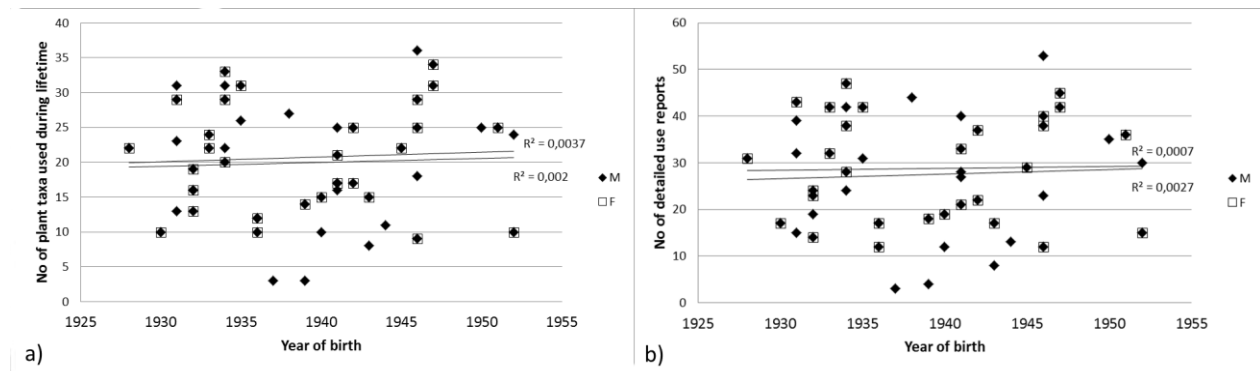 No of plant taxa used during lifetime
40
35
30
25
20
15
10
5
0
R² = 0,0037
R² = 0,002
M
F
1925 1930 1935 1940 1945 1950 1955
Year of birth
a)
No of detailed use reports
60
50
40
30
20
10
0
R² = 0,0007
R² = 0,0027
M
F
1925 1930 1935 1940 1945 1950 1955
Year of birth
b)